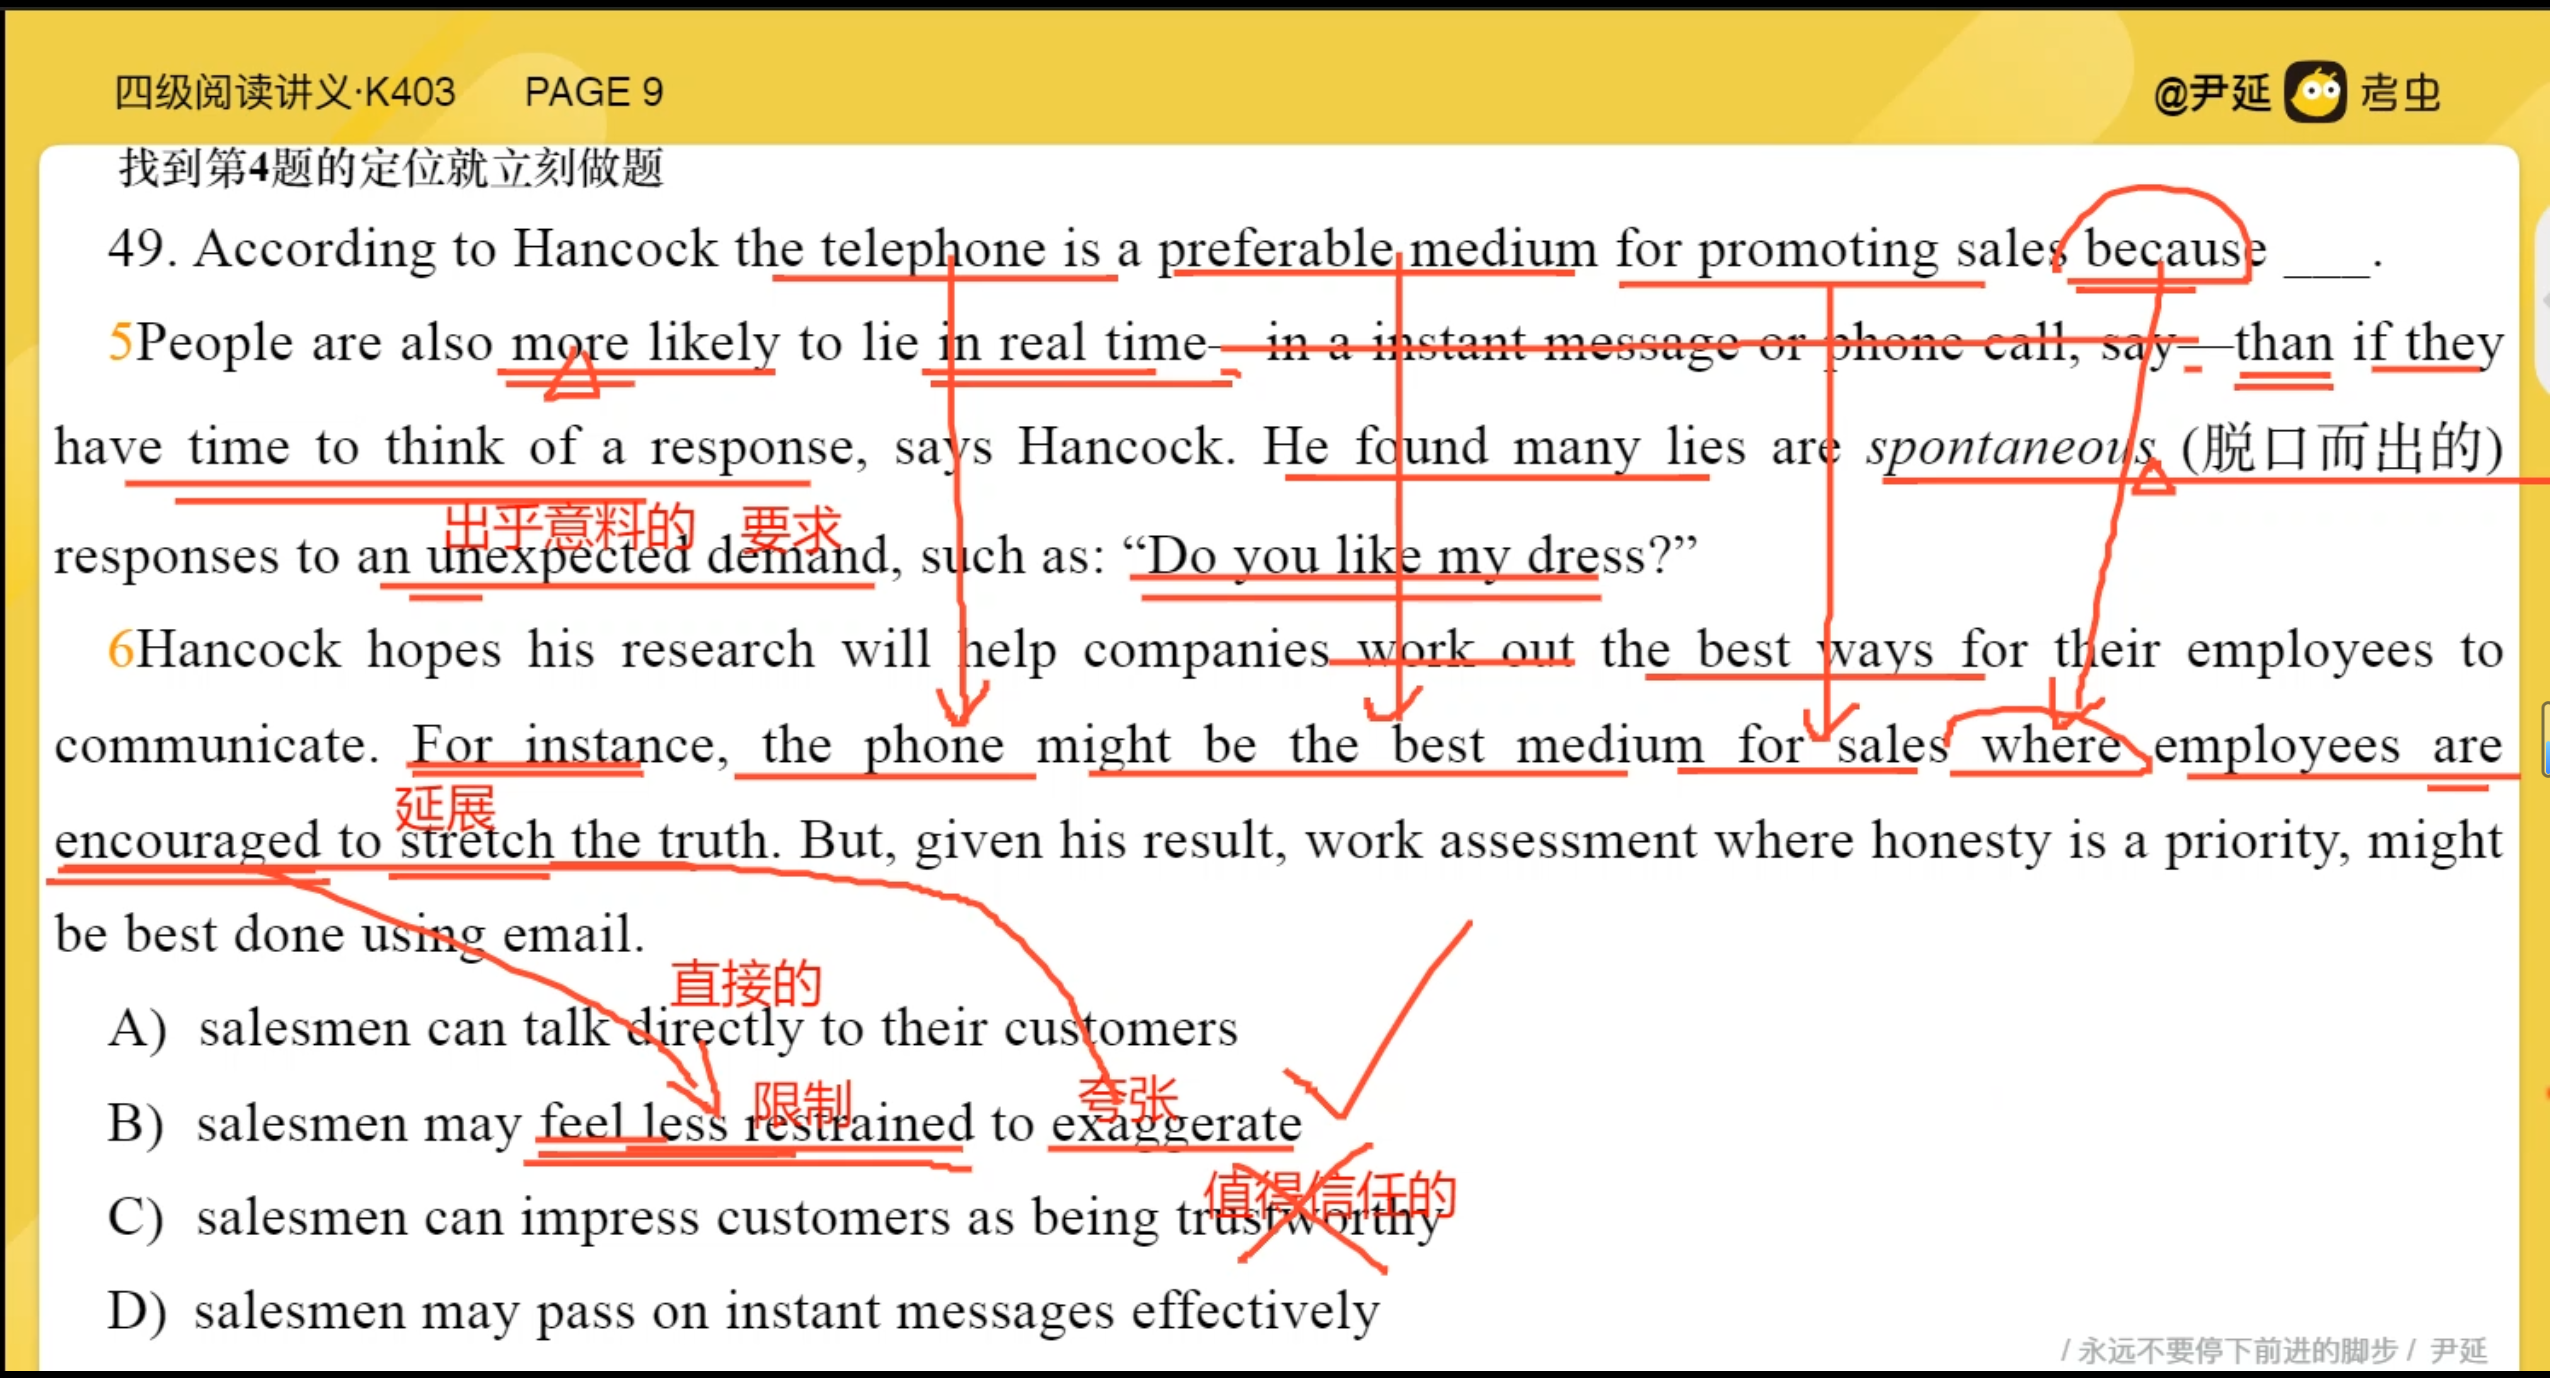 四级阅读讲义·K403 PAGE 9 @尹延 考虫
找到第4题的定位就立刻做题
49. According to Hancock the telephone is a preferable medium for promoting sales because ___.
5People are also more likely to lie in real time— in a instant message or phone call, say—than if they
have time to think of a response, says Hancock. He found many lies are spontaneous (脱口而出的)
出乎意料的 要求
responses to an unexpected demand, such as: “Do you like my dress?”
6Hancock hopes his research will help companies work out the best ways for their employees to
communicate. For instance, the phone might be the best medium for sales where employees are
延展
encouraged to stretch the truth. But, given his result, work assessment where honesty is a priority, might
be best done using email.
直接的
A) salesmen can talk directly to their customers
限制 夸张
B) salesmen may feel less restrained to exaggerate
值得信任的
C) salesmen can impress customers as being trustworthy
D) salesmen may pass on instant messages effectively
/ 永远不要停下前进的脚步 / 尹延